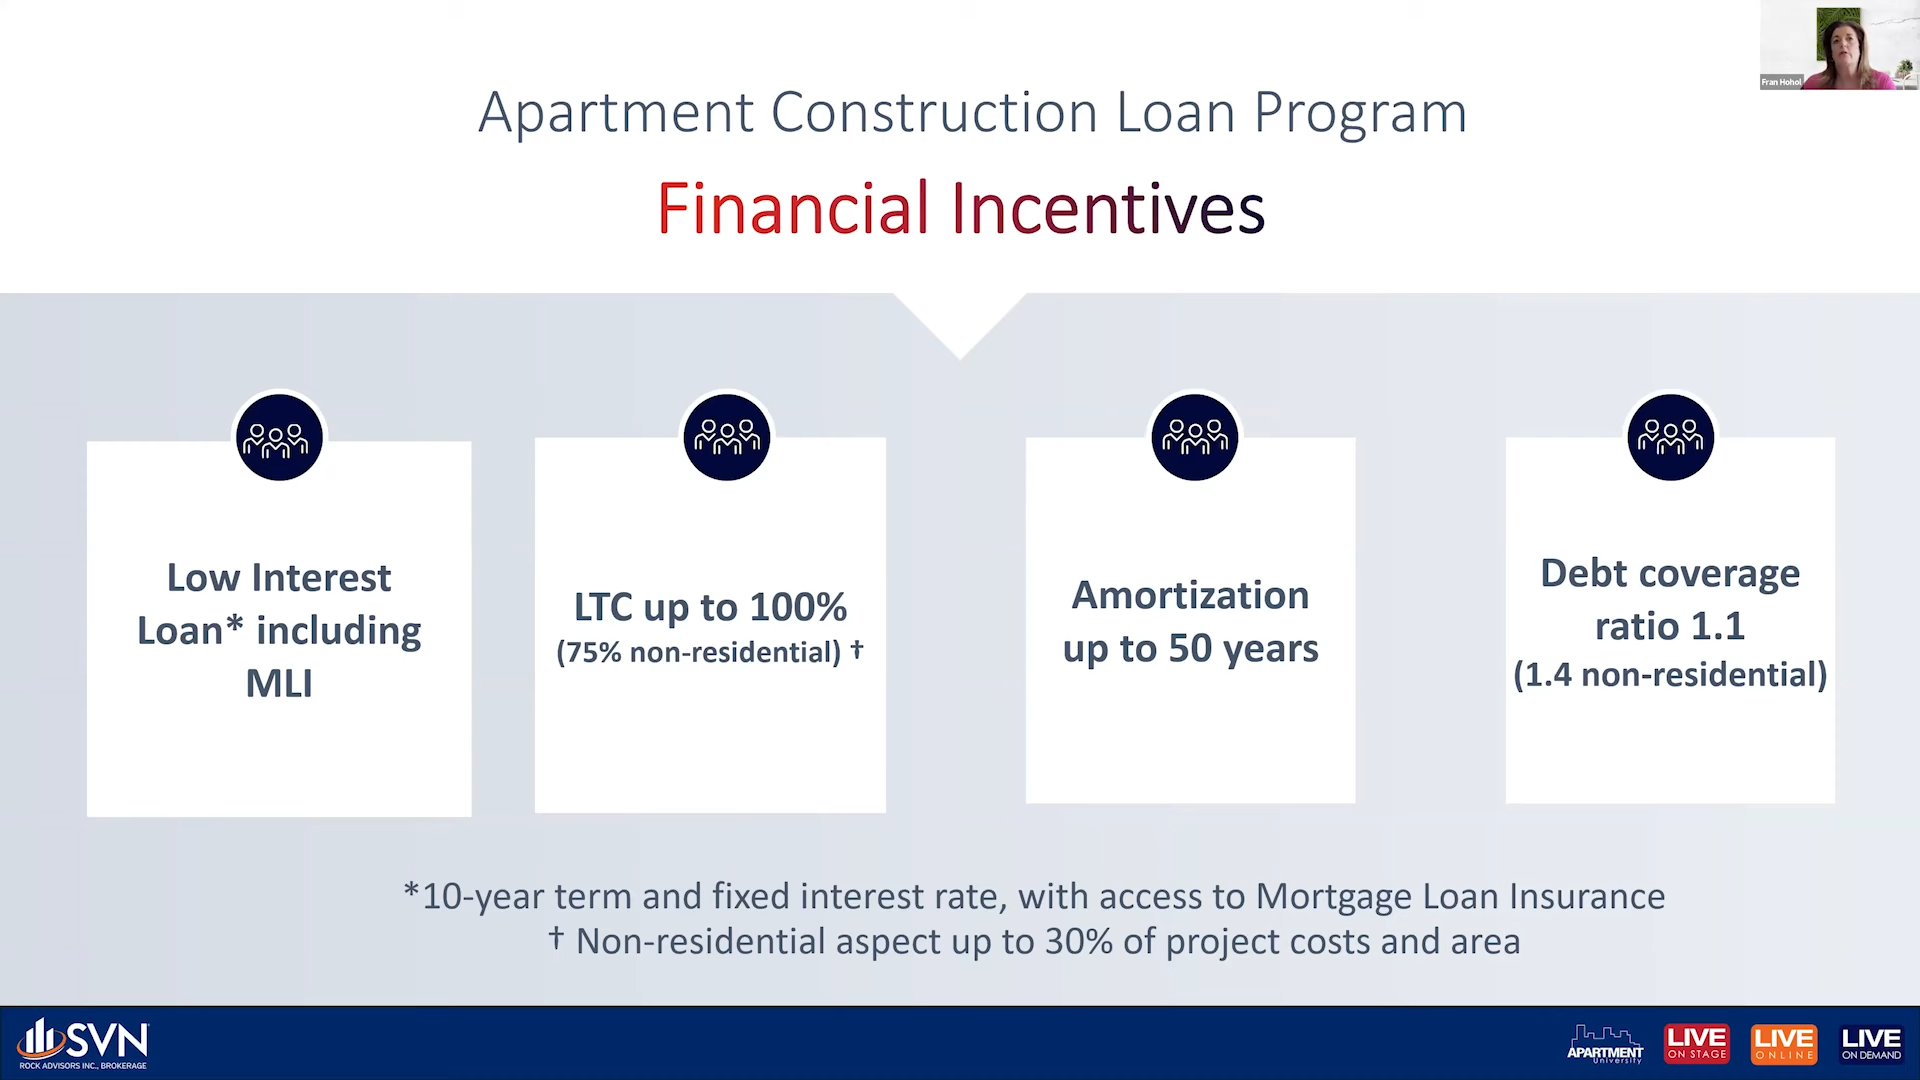 Fran Hohol
Apartment Construction Loan Program
Financial Incentives
Low Interest
Loan* including
MLI
LTC up to 100%
(75% non-residential) †
Amortization
up to 50 years
Debt coverage
ratio 1.1
(1.4 non-residential)
*10-year term and fixed interest rate, with access to Mortgage Loan Insurance
† Non-residential aspect up to 30% of project costs and area
SVN
ROCK ADVISORS INC., BROKERAGE
APARTMENT
University
LIVE
ON STAGE
LIVE
ONLINE
LIVE
ON DEMAND